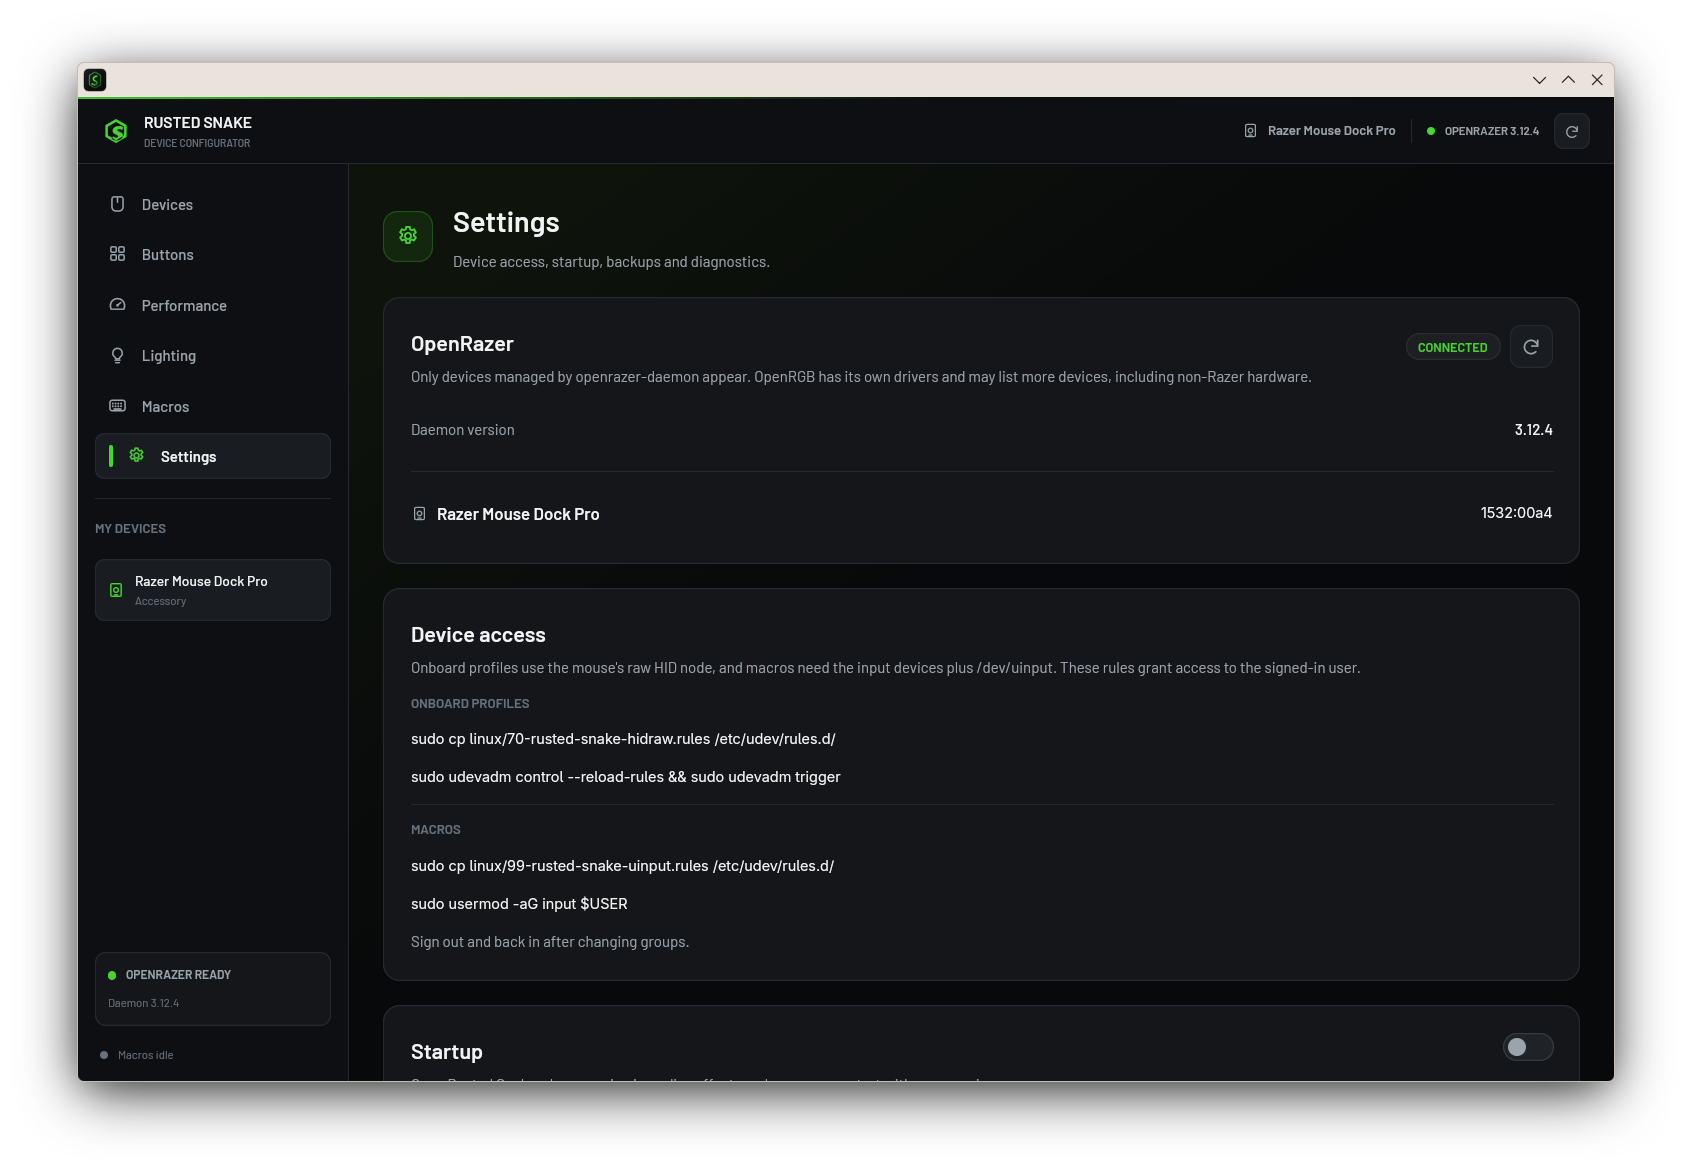 RUSTED SNAKE
DEVICE CONFIGURATOR
Razer Mouse Dock Pro
OPENRAZER 3.12.4
Devices
Buttons
Performance
Lighting
Macros
Settings
MY DEVICES
Razer Mouse Dock Pro
Accessory
OPENRAZER READY
Daemon 3.12.4
Macros idle
Settings
Device access, startup, backups and diagnostics.
OpenRazer
CONNECTED
Only devices managed by openrazer-daemon appear. OpenRGB has its own drivers and may list more devices, including non-Razer hardware.
Daemon version
3.12.4
Razer Mouse Dock Pro
1532:00a4
Device access
Onboard profiles use the mouse's raw HID node, and macros need the input devices plus /dev/uinput. These rules grant access to the signed-in user.
ONBOARD PROFILES
sudo cp linux/70-rusted-snake-hidraw.rules /etc/udev/rules.d/
sudo udevadm control --reload-rules && sudo udevadm trigger
MACROS
sudo cp linux/99-rusted-snake-uinput.rules /etc/udev/rules.d/
sudo usermod -aG input $USER
Sign out and back in after changing groups.
Startup